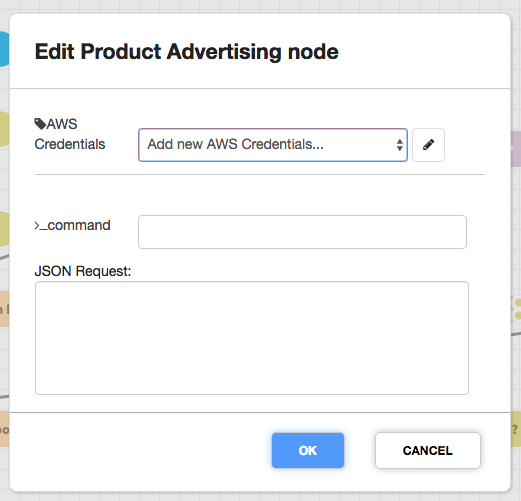 Edit Product Advertising node
AWS
Credentials
Add new AWS Credentials...
>_command
JSON Request:
OK
CANCEL
?